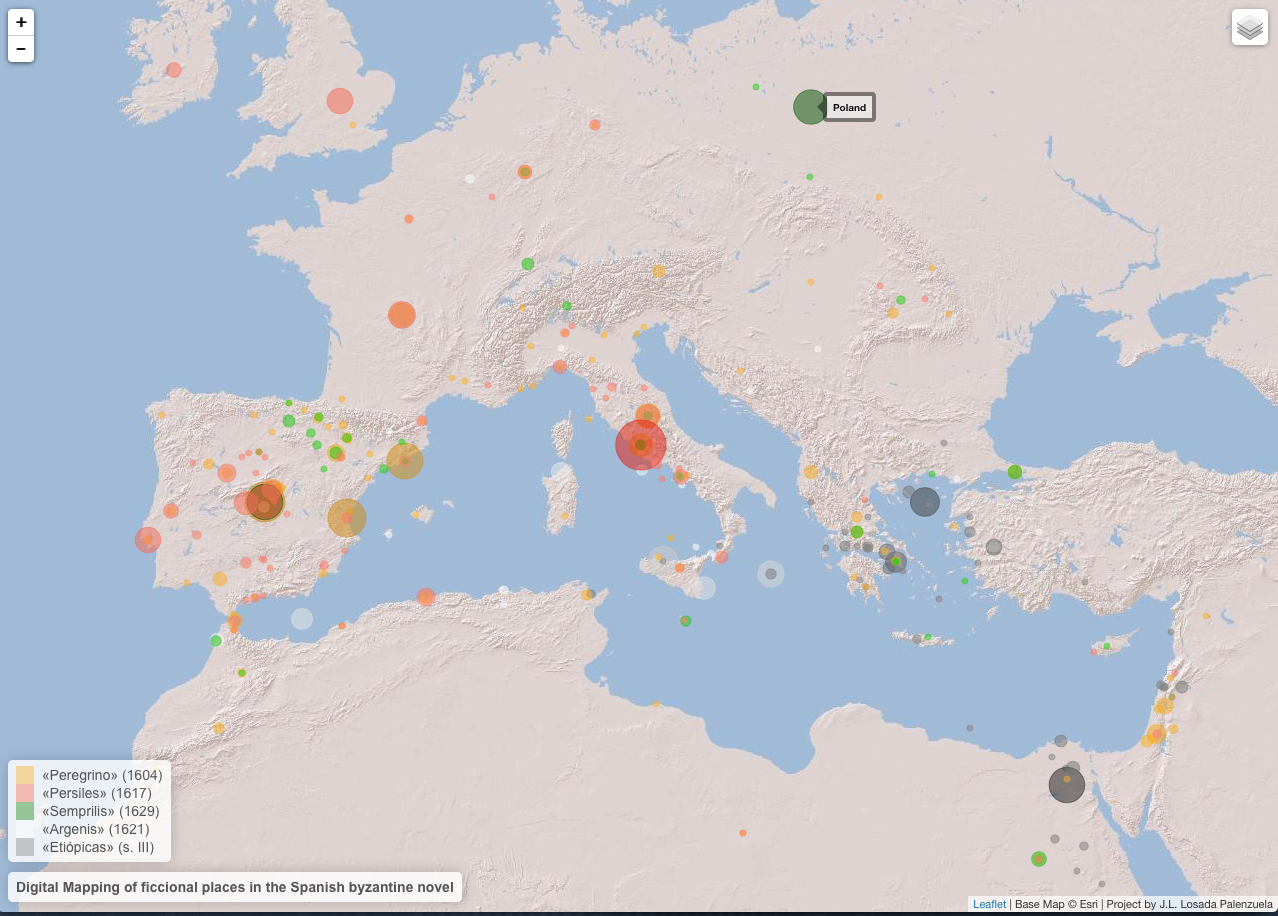 +
−
Poland
«Peregrino» (1604)
«Persiles» (1617)
«Semprilis» (1629)
«Argenis» (1621)
«Etiópicas» (s. III)
Digital Mapping of ficcional places in the Spanish byzantine novel
Leaflet | Base Map © Esri | Project by J.L. Losada Palenzuela